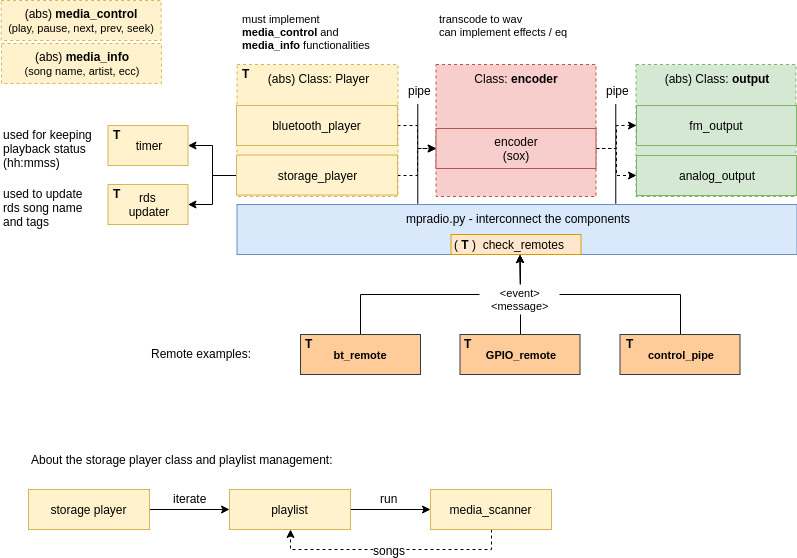 (abs) media_control
(play, pause, next, prev, seek)
(abs) media_info
(song name, artist, ecc)
must implement
media_control and
media_info functionalities
transcode to wav
can implement effects / eq
T
(abs) Class: Player
pipe
Class: encoder
pipe
(abs) Class: output
bluetooth_player
storage_player
encoder
(sox)
fm_output
analog_output
used for keeping
playback status
(hh:mmss)
T
timer
used to update
rds song name
and tags
T
rds
updater
mpradio.py - interconnect the components
( T ) check_remotes
<event>
<message>
Remote examples:
T
bt_remote
T
GPIO_remote
T
control_pipe
About the storage player class and playlist management:
storage player
iterate
playlist
run
media_scanner
songs